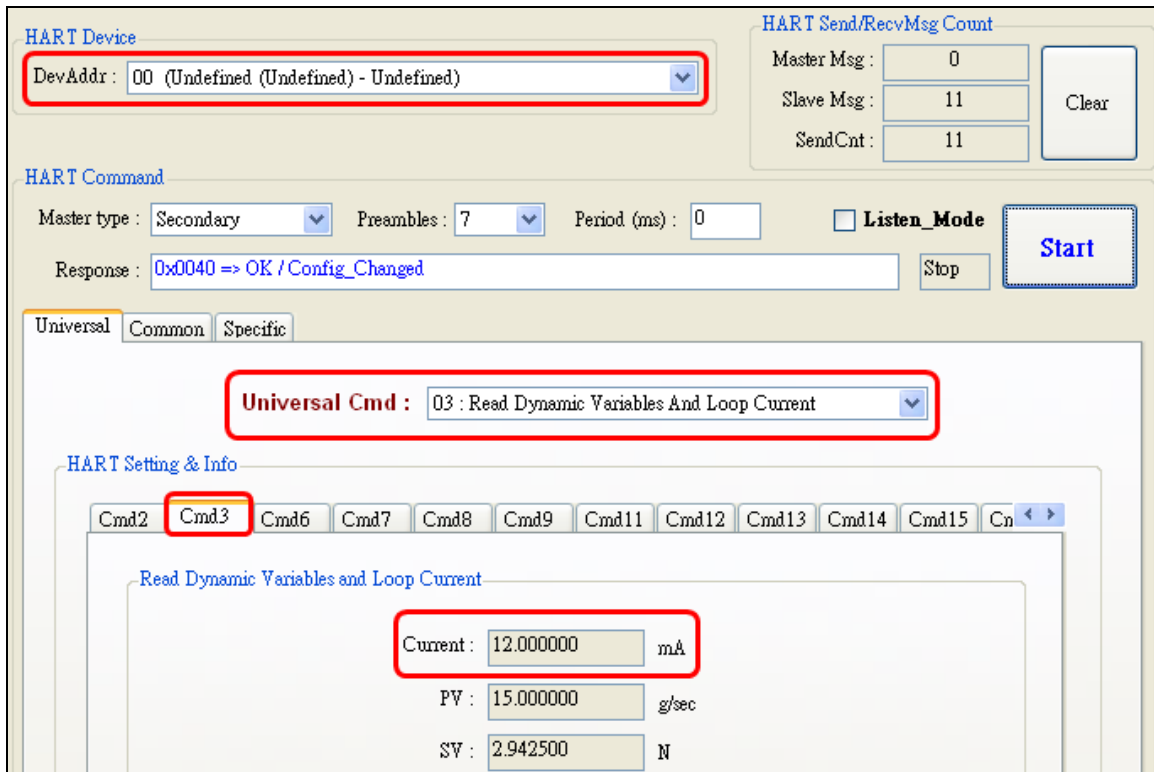 HART Device
DevAddr : 00 (Undefined (Undefined) - Undefined)
HART Send/RecvMsg Count
Master Msg : 0
Slave Msg : 11
SendCnt : 11
Clear
HART Command
Master type : Secondary Preambles : 7 Period (ms) : 0 Listen_Mode
Start
Response : 0x0040 => OK / Config_Changed Stop
Universal Common Specific
Universal Cmd : 03 : Read Dynamic Variables And Loop Current
HART Setting & Info
Cmd2 Cmd3 Cmd6 Cmd7 Cmd8 Cmd9 Cmd11 Cmd12 Cmd13 Cmd14 Cmd15 Cn
Read Dynamic Variables and Loop Current
Current : 12.000000 mA
PV : 15.000000 g/sec
SV : 2.942500 N